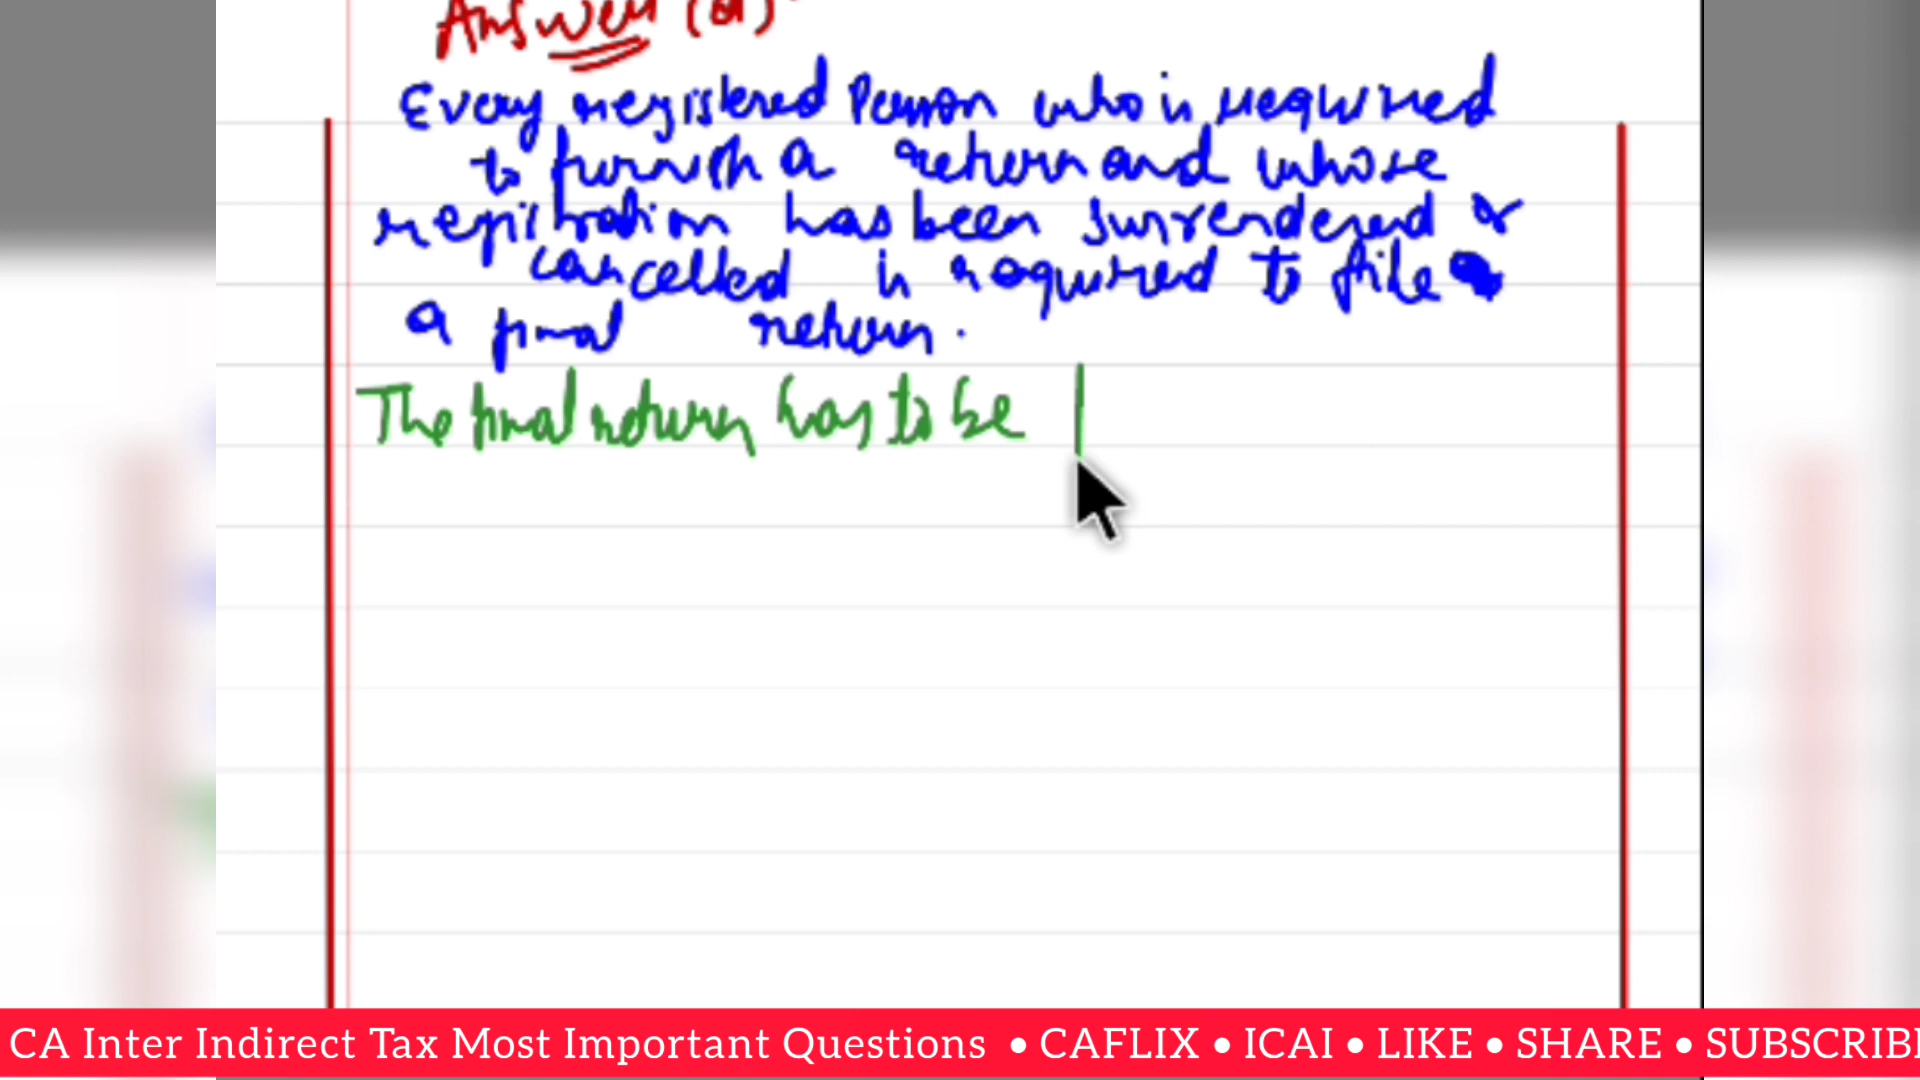 Answer (a)
Every registered Person who is required
to furnish a return and whose
registration has been surrendered or
cancelled is required to file
a final return.
The final return has to be
CA Inter Indirect Tax Most Important Questions • CAFLIX • ICAI • LIKE • SHARE • SUBSCRIB